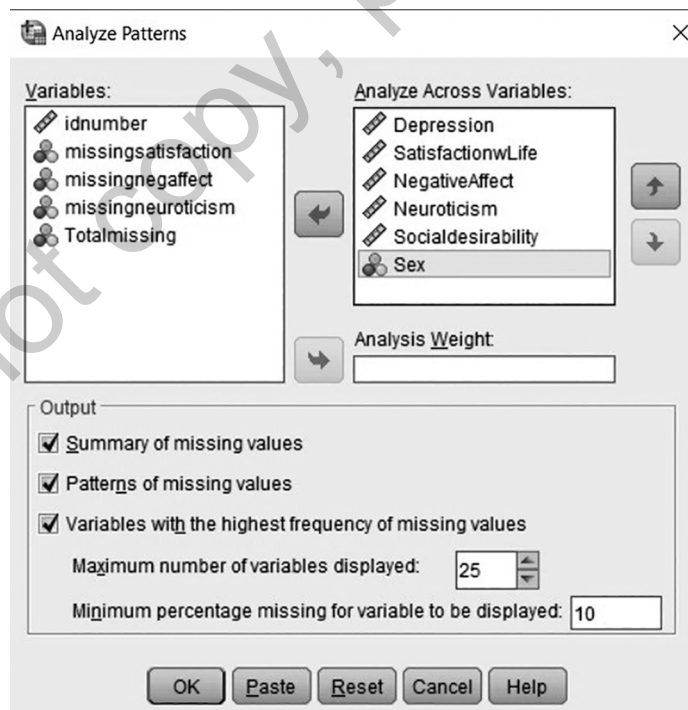 Analyze Patterns
Variables:
idnumber
missingsatisfaction
missingnegaffect
missingneuroticism
Totalmissing
Analyze Across Variables:
Depression
SatisfactionwLife
NegativeAffect
Neuroticism
Socialdesirability
Sex
Analysis Weight:
Output
Summary of missing values
Patterns of missing values
Variables with the highest frequency of missing values
Maximum number of variables displayed: 25
Minimum percentage missing for variable to be displayed: 10
OK Paste Reset Cancel Help
not copy, p